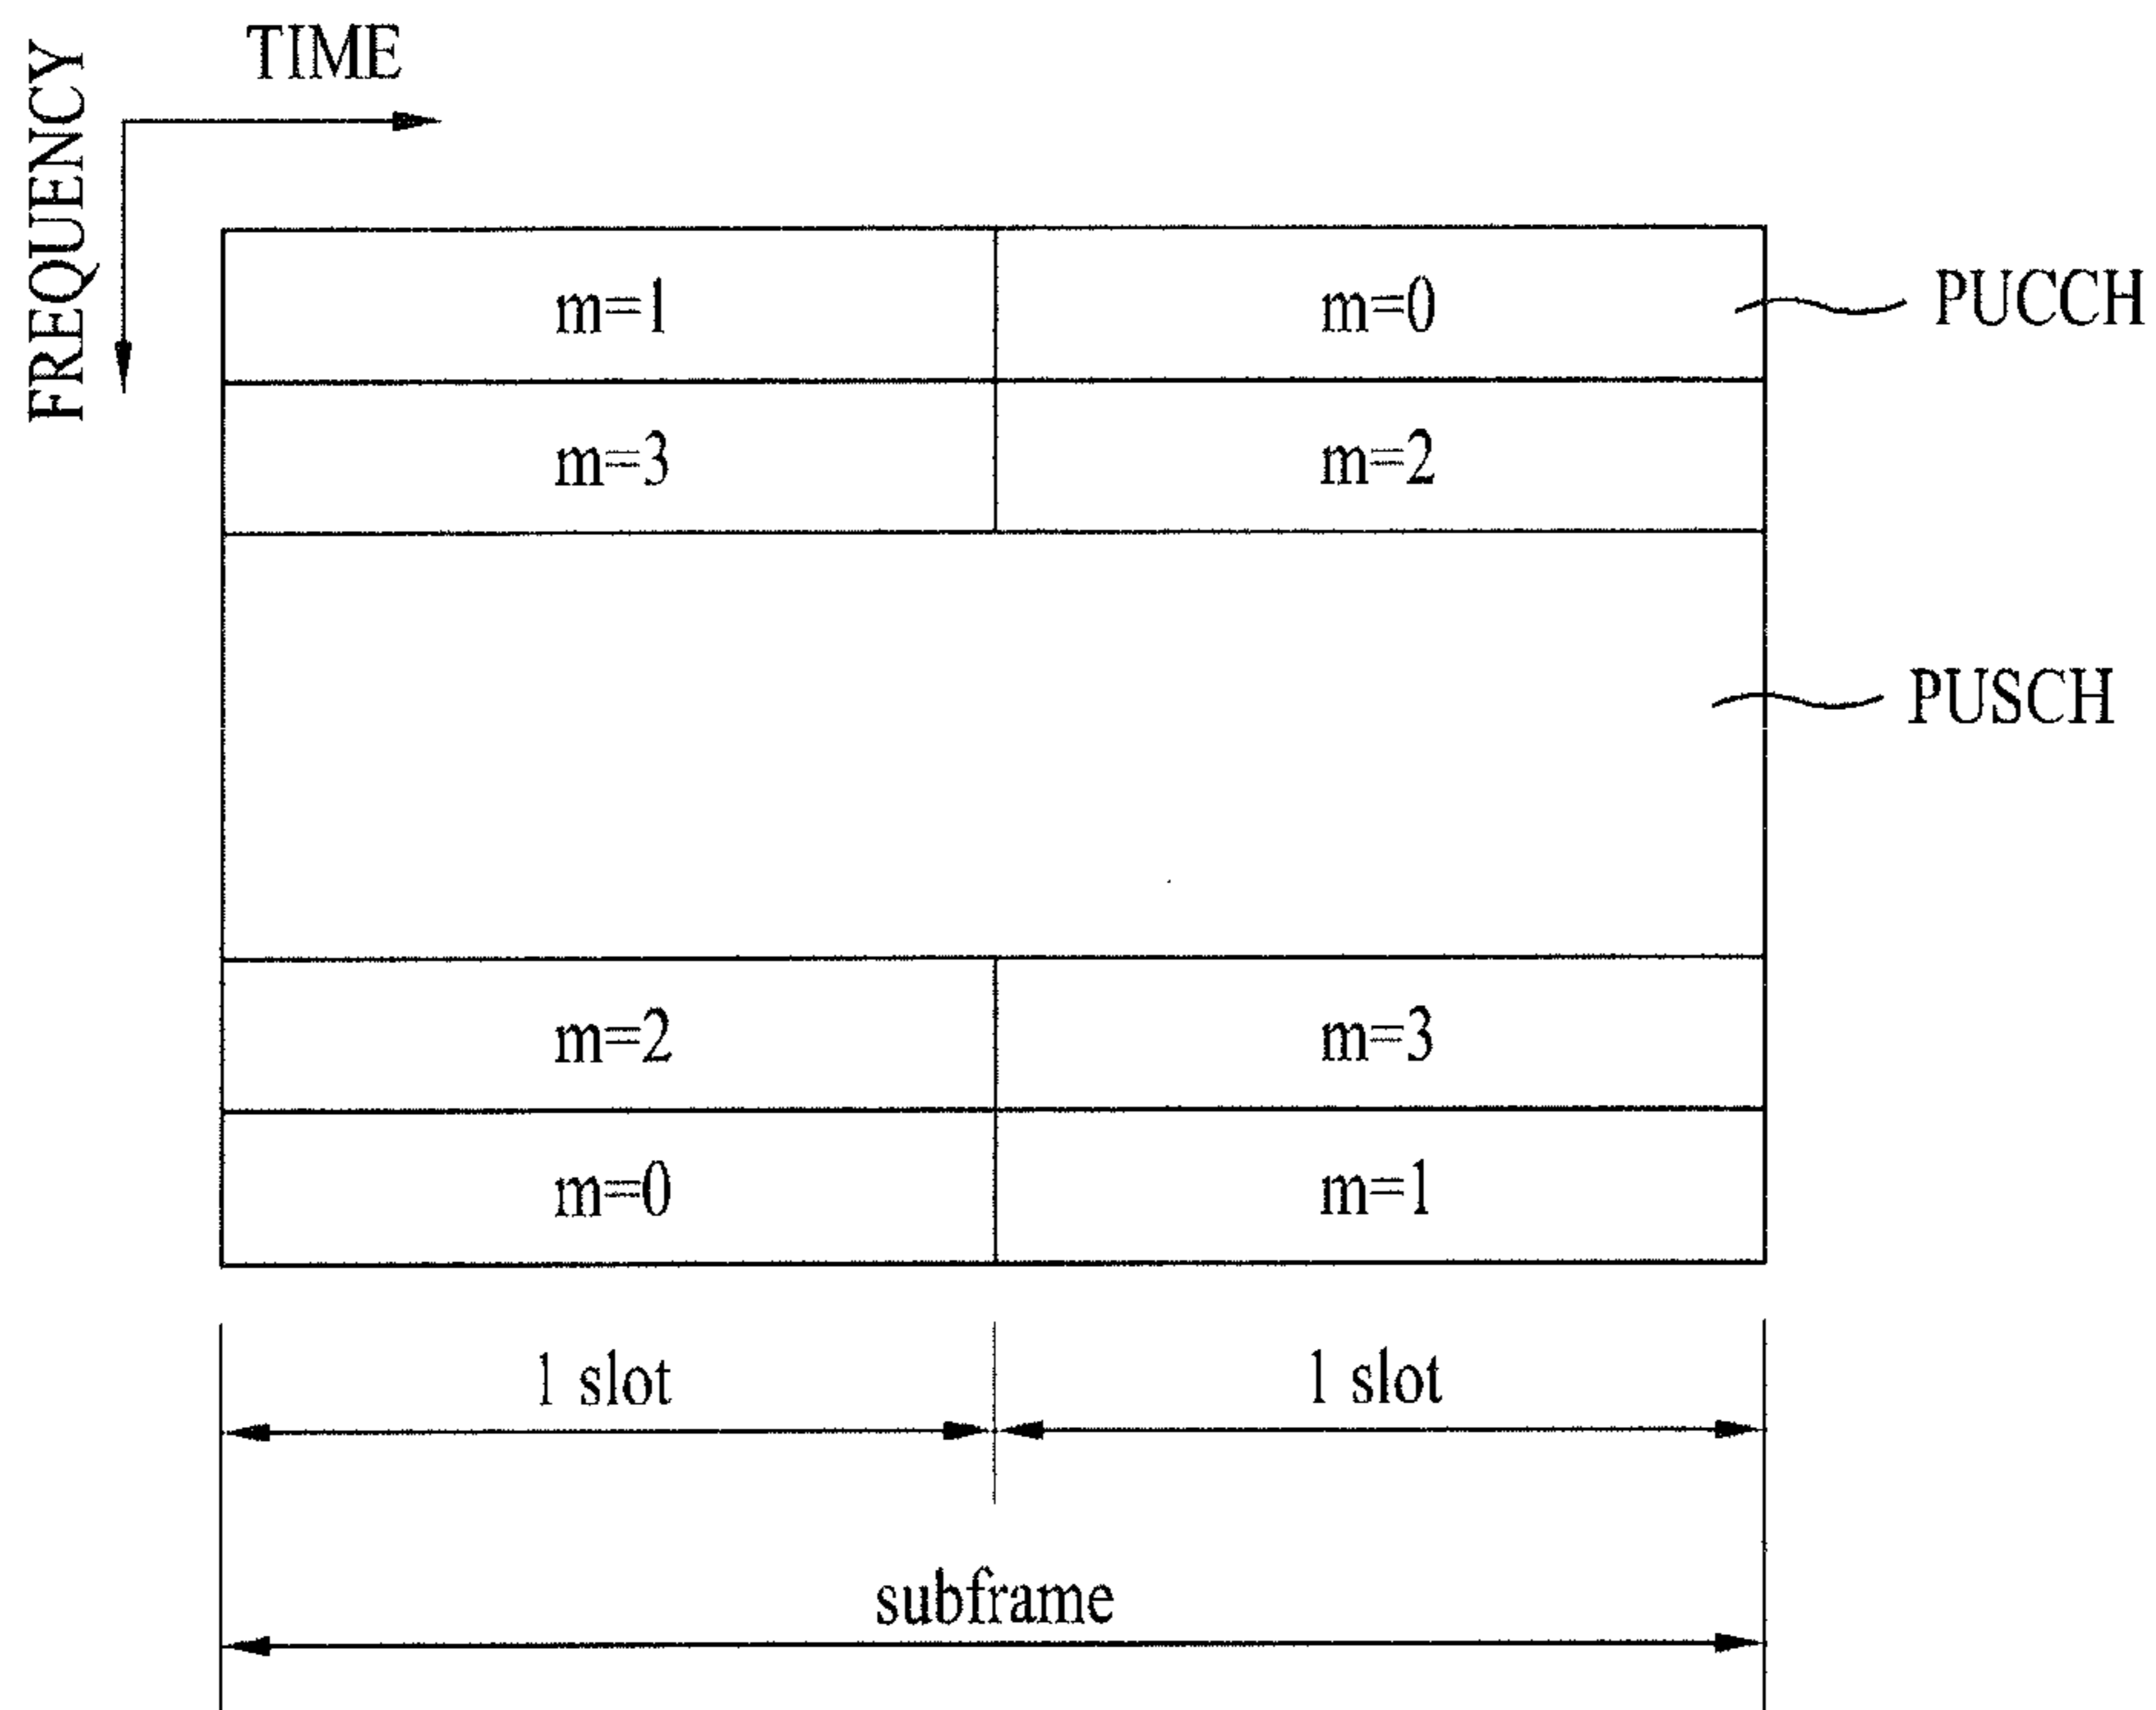 TIME
FREQUENCY
m=1
m=0
PUCCH
m=3
m=2
PUSCH
m=2
m=3
m=0
m=1
1 slot
1 slot
subframe